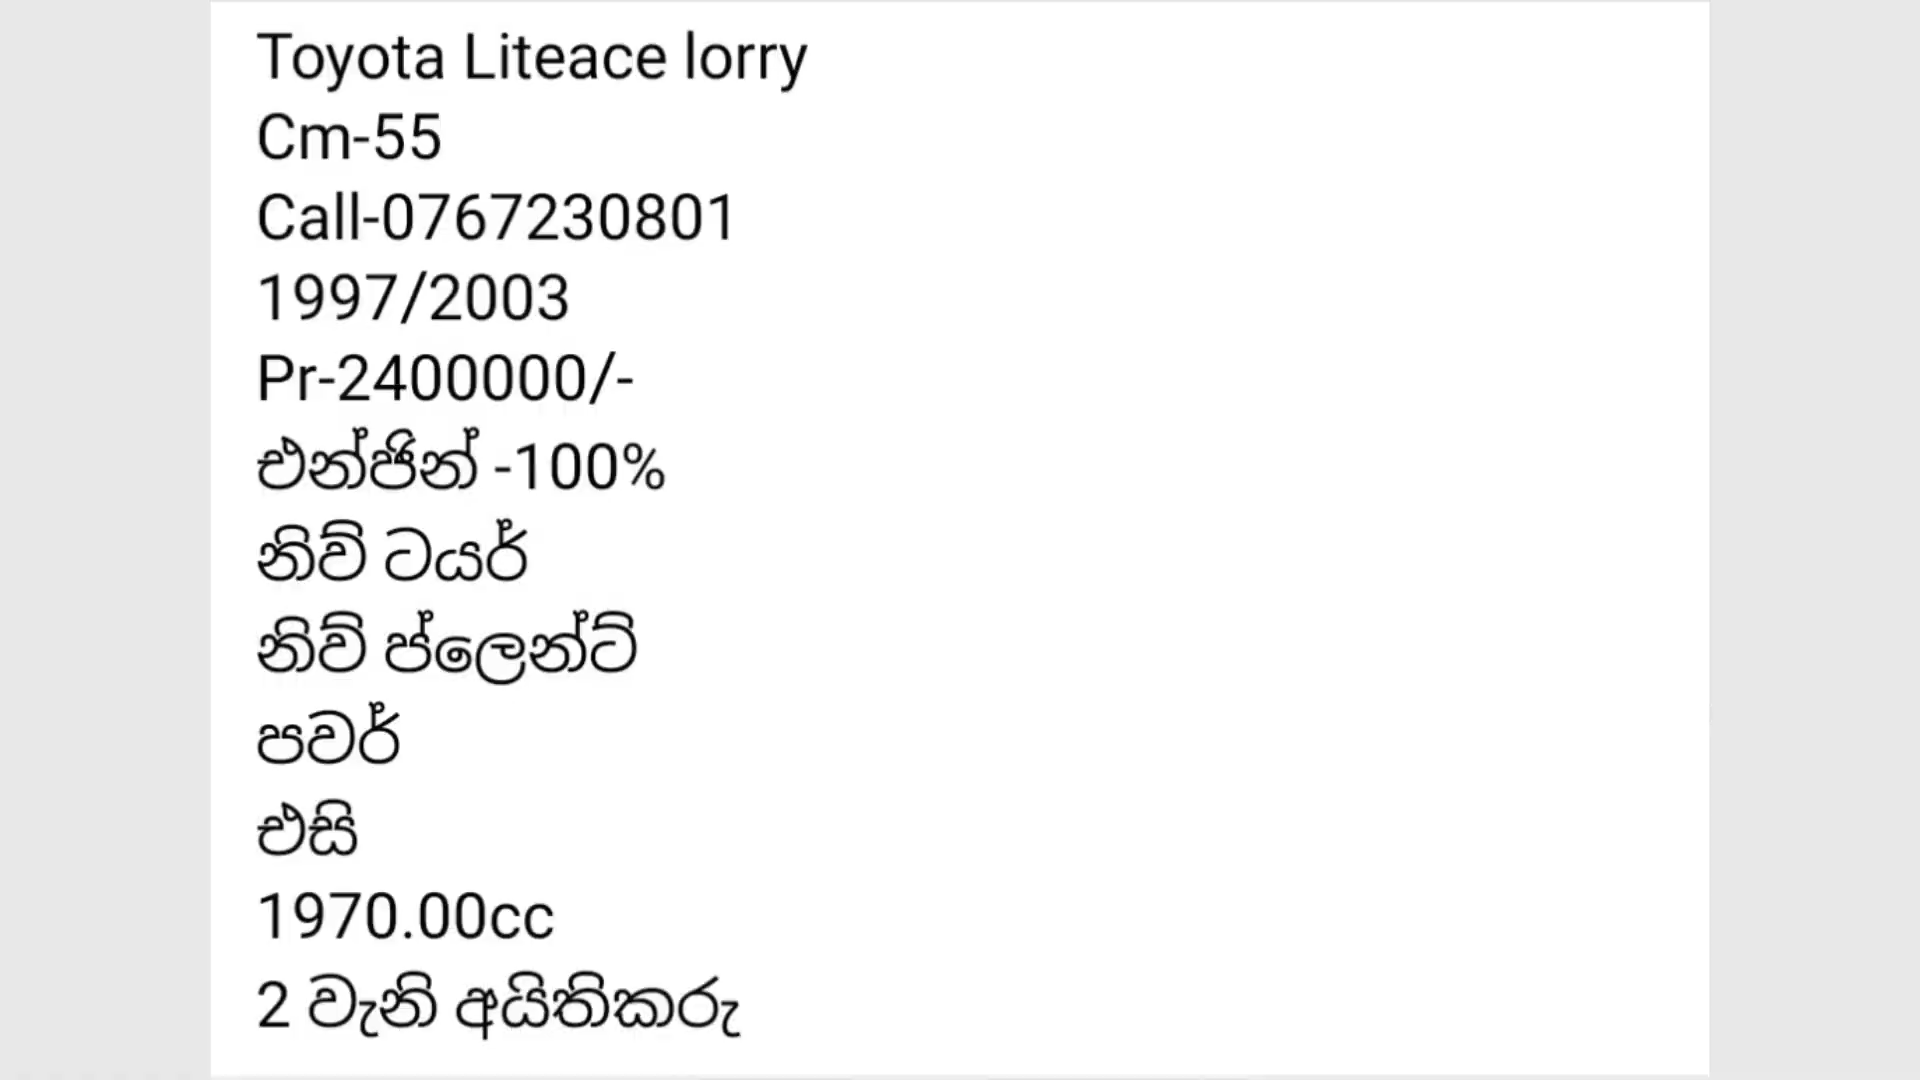 Toyota Liteace lorry
Cm-55
Call-0767230801
1997/2003
Pr-2400000/-
එන්ජින් -100%
නිව් ටයර්
නිව් ප්ලෙන්ට්
පවර්
එසි
1970.00cc
2 වැනි අයිතිකරු